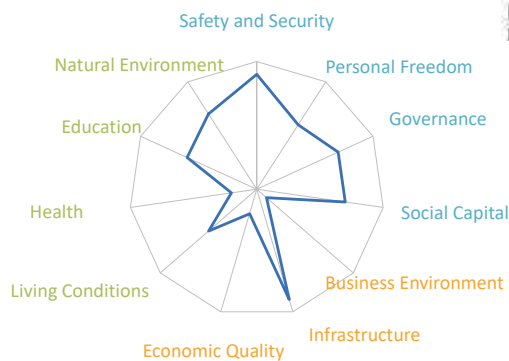 Safety and Security
Natural Environment
Personal Freedom
Education
Governance
Health
Social Capital
Living Conditions
Business Environment
Economic Quality
Infrastructure